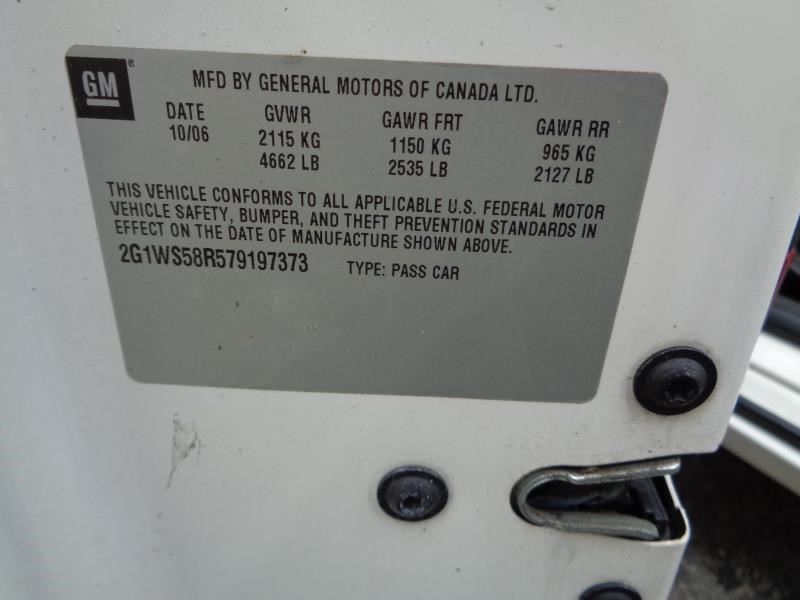 GM ®
MFD BY GENERAL MOTORS OF CANADA LTD.
DATE GVWR GAWR FRT GAWR RR
10/06 2115 KG 1150 KG 965 KG
4662 LB 2535 LB 2127 LB
THIS VEHICLE CONFORMS TO ALL APPLICABLE U.S. FEDERAL MOTOR
VEHICLE SAFETY, BUMPER, AND THEFT PREVENTION STANDARDS IN
EFFECT ON THE DATE OF MANUFACTURE SHOWN ABOVE.
2G1WS58R579197373 TYPE: PASS CAR